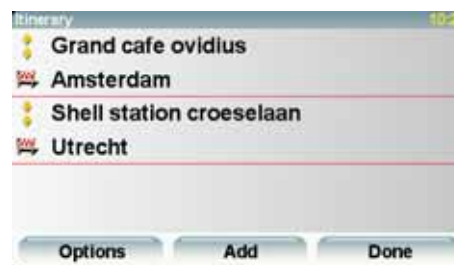 Itinerary
Grand cafe ovidius
Amsterdam
Shell station croeselaan
Utrecht
Options Add Done